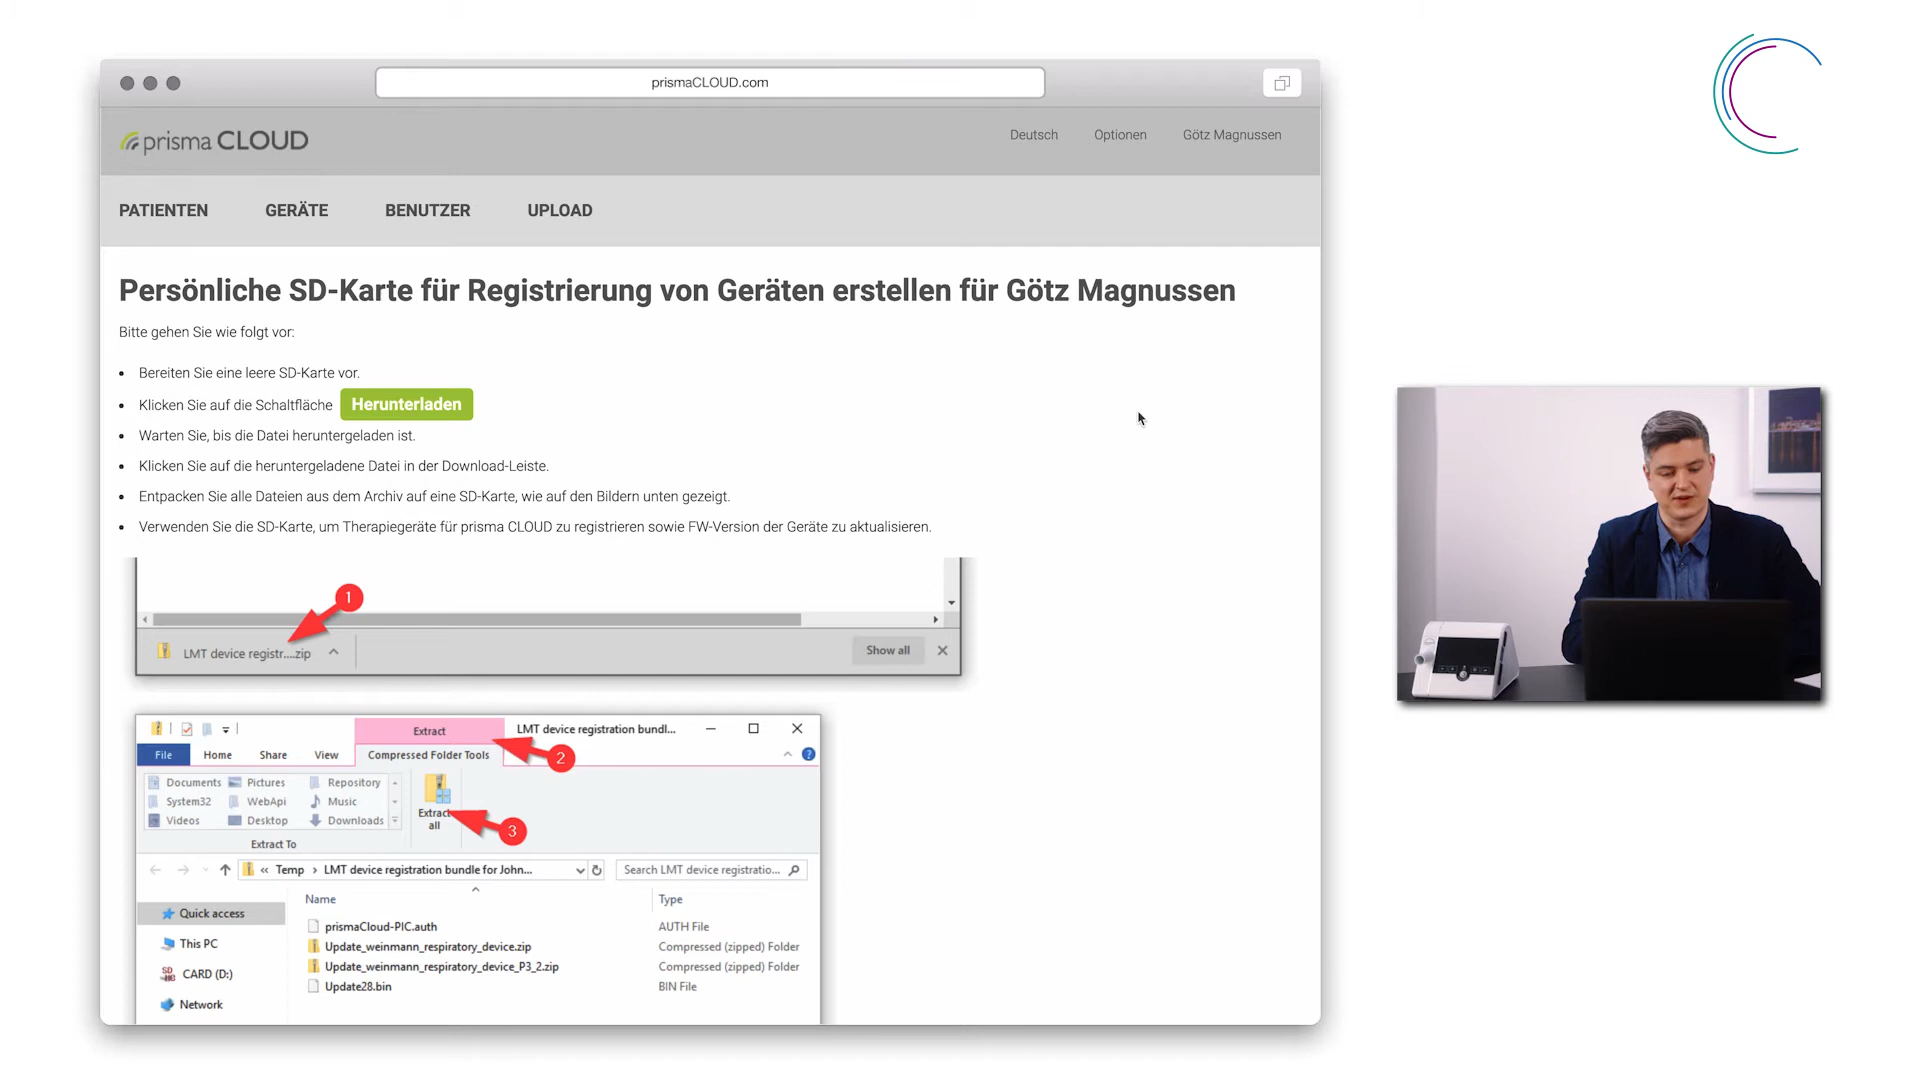 prismaCLOUD.com
prisma CLOUD
Deutsch
Optionen
Götz Magnussen
PATIENTEN
GERÄTE
BENUTZER
UPLOAD
Persönliche SD-Karte für Registrierung von Geräten erstellen für Götz Magnussen
Bitte gehen Sie wie folgt vor:
Bereiten Sie eine leere SD-Karte vor.
Klicken Sie auf die Schaltfläche Herunterladen
Warten Sie, bis die Datei heruntergeladen ist.
Klicken Sie auf die heruntergeladene Datei in der Download-Leiste.
Entpacken Sie alle Dateien aus dem Archiv auf eine SD-Karte, wie auf den Bildern unten gezeigt.
Verwenden Sie die SD-Karte, um Therapiegeräte für prisma CLOUD zu registrieren sowie FW-Version der Geräte zu aktualisieren.
1
LMT device registr....zip
Show all
Extract
LMT device registration bundl...
2
File
Home
Share
View
Compressed Folder Tools
Documents
Pictures
Repository
System32
WebApi
Music
Videos
Desktop
Downloads
Extract To
Extract
all
3
« Temp › LMT device registration bundle for John...
Search LMT device registratio...
Name
Type
Quick access
This PC
CARD (D:)
Network
prismaCloud-PIC.auth
AUTH File
Update_weinmann_respiratory_device.zip
Compressed (zipped) Folder
Update_weinmann_respiratory_device_P3_2.zip
Compressed (zipped) Folder
Update28.bin
BIN File